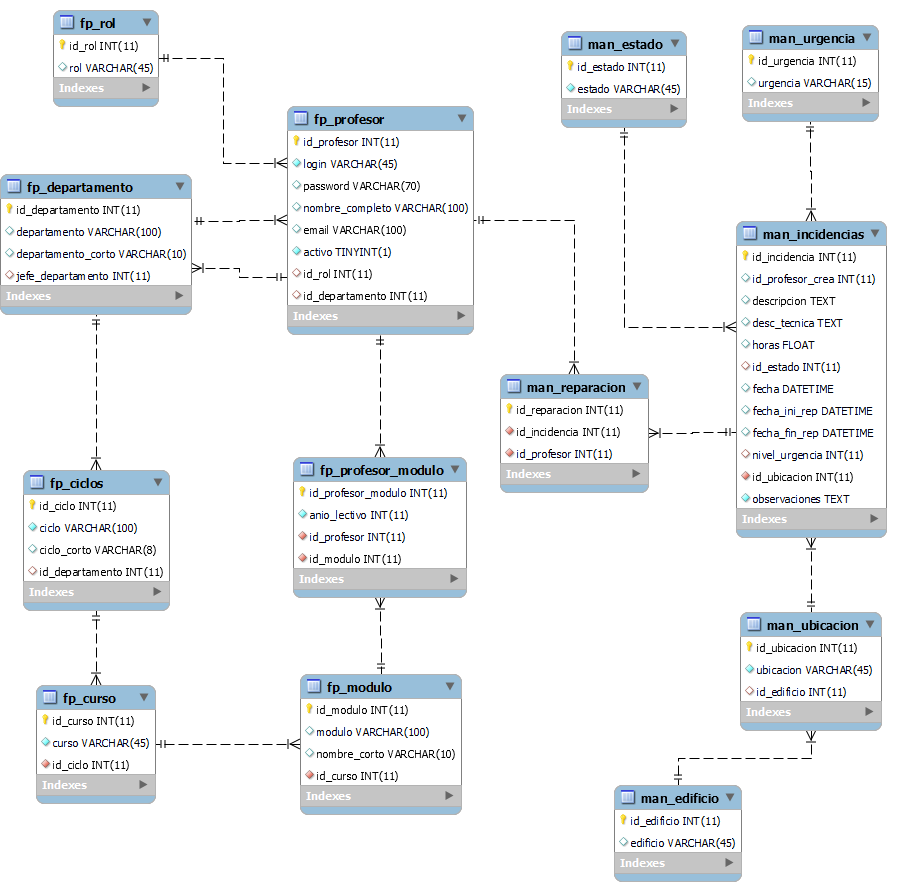 fp_rol
id_rol INT(11)
rol VARCHAR(45)
Indexes
fp_departamento
id_departamento INT(11)
departamento VARCHAR(100)
departamento_corto VARCHAR(10)
jefe_departamento INT(11)
Indexes
fp_profesor
id_profesor INT(11)
login VARCHAR(45)
password VARCHAR(70)
nombre_completo VARCHAR(100)
email VARCHAR(100)
activo TINYINT(1)
id_rol INT(11)
id_departamento INT(11)
Indexes
man_estado
id_estado INT(11)
estado VARCHAR(45)
Indexes
man_urgencia
id_urgencia INT(11)
urgencia VARCHAR(15)
Indexes
man_incidencias
id_incidencia INT(11)
id_profesor_crea INT(11)
descripcion TEXT
desc_tecnica TEXT
horas FLOAT
id_estado INT(11)
fecha DATETIME
fecha_ini_rep DATETIME
fecha_fin_rep DATETIME
nivel_urgencia INT(11)
id_ubicacion INT(11)
observaciones TEXT
Indexes
man_reparacion
id_reparacion INT(11)
id_incidencia INT(11)
id_profesor INT(11)
Indexes
fp_ciclos
id_ciclo INT(11)
ciclo VARCHAR(100)
ciclo_corto VARCHAR(8)
id_departamento INT(11)
Indexes
fp_profesor_modulo
id_profesor_modulo INT(11)
anio_lectivo INT(11)
id_profesor INT(11)
id_modulo INT(11)
Indexes
fp_curso
id_curso INT(11)
curso VARCHAR(45)
id_ciclo INT(11)
Indexes
fp_modulo
id_modulo INT(11)
modulo VARCHAR(100)
nombre_corto VARCHAR(10)
id_curso INT(11)
Indexes
man_ubicacion
id_ubicacion INT(11)
ubicacion VARCHAR(45)
id_edificio INT(11)
Indexes
man_edificio
id_edificio INT(11)
edificio VARCHAR(45)
Indexes